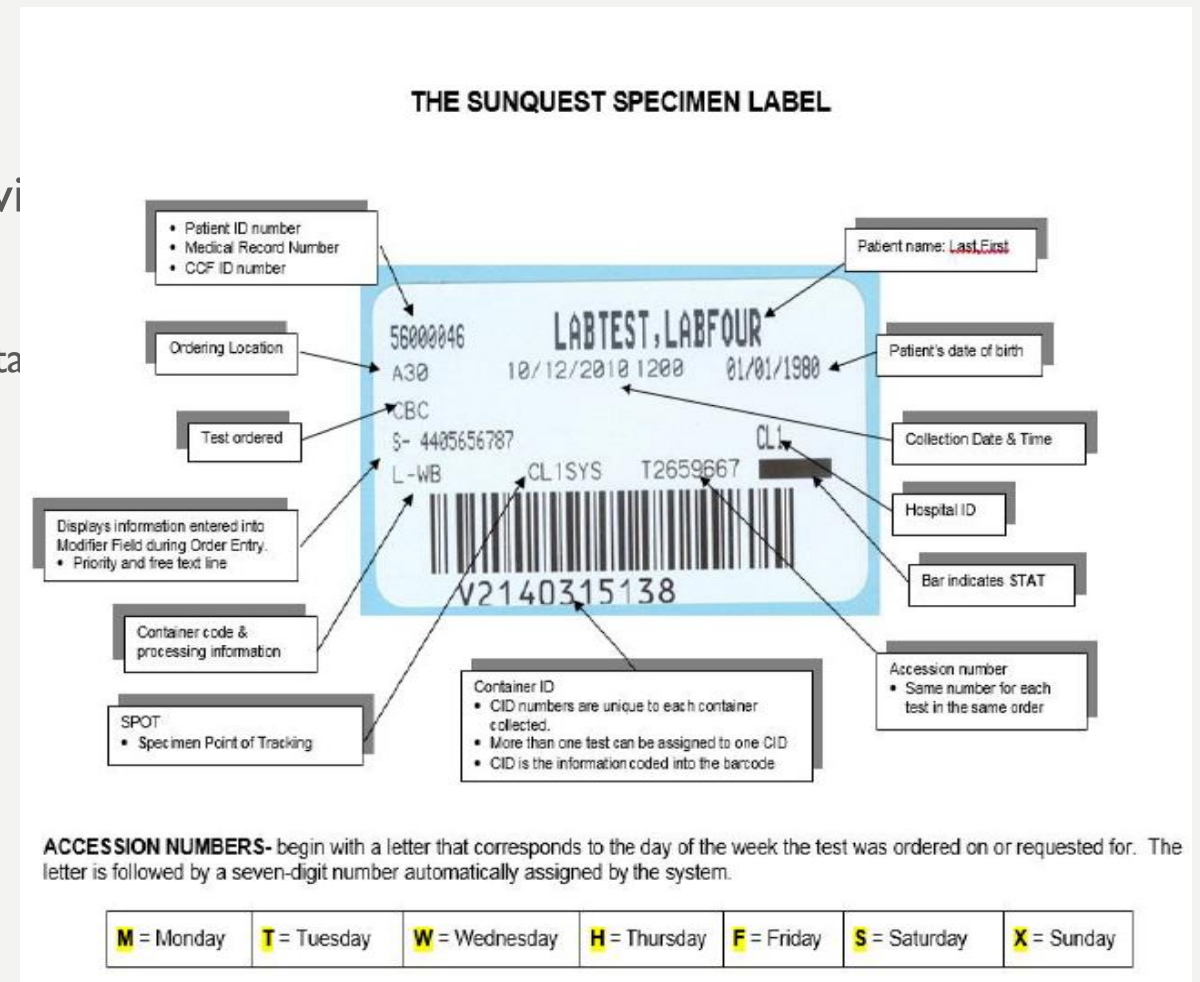 THE SUNQUEST SPECIMEN LABEL
vi
ta
• Patient ID number
• Medical Record Number
• CCF ID number
Patient name: Last,First
Ordering Location
Patient's date of birth
Test ordered
Collection Date & Time
Displays information entered into
Modifier Field during Order Entry.
• Priority and free text line
Hospital ID
Bar indicates STAT
Container code &
processing information
SPOT
• Specimen Point of Tracking
Container ID
• CID numbers are unique to each container
collected.
• More than one test can be assigned to one CID
• CID is the information coded into the barcode
Accession number
• Same number for each
test in the same order
56000046 LABTEST,LABFOUR
A30 10/12/2010 1200 01/01/1980
CBC
S- 4405656787 CL1
L-WB CL1SYS T2659667
V2140315138
ACCESSION NUMBERS- begin with a letter that corresponds to the day of the week the test was ordered on or requested for. The
letter is followed by a seven-digit number automatically assigned by the system.
M = Monday T = Tuesday W = Wednesday H = Thursday F = Friday S = Saturday X = Sunday